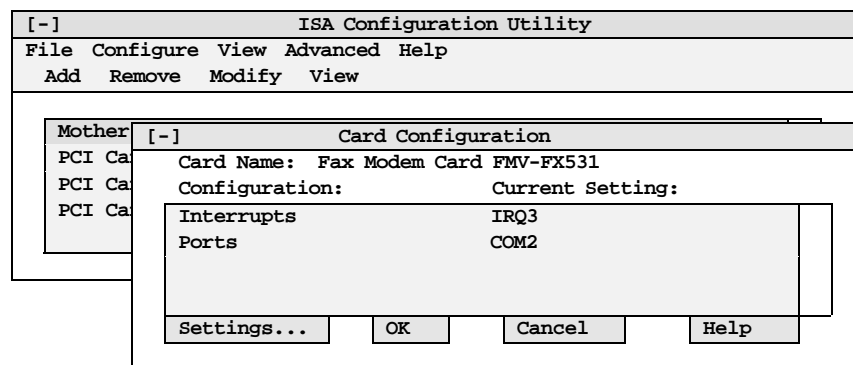 [-] ISA Configuration Utility
File Configure View Advanced Help
Add Remove Modify View
Mother
PCI Ca
PCI Ca
PCI Ca
[-] Card Configuration
Card Name: Fax Modem Card FMV-FX531
Configuration: Current Setting:
Interrupts IRQ3
Ports COM2
Settings... OK Cancel Help